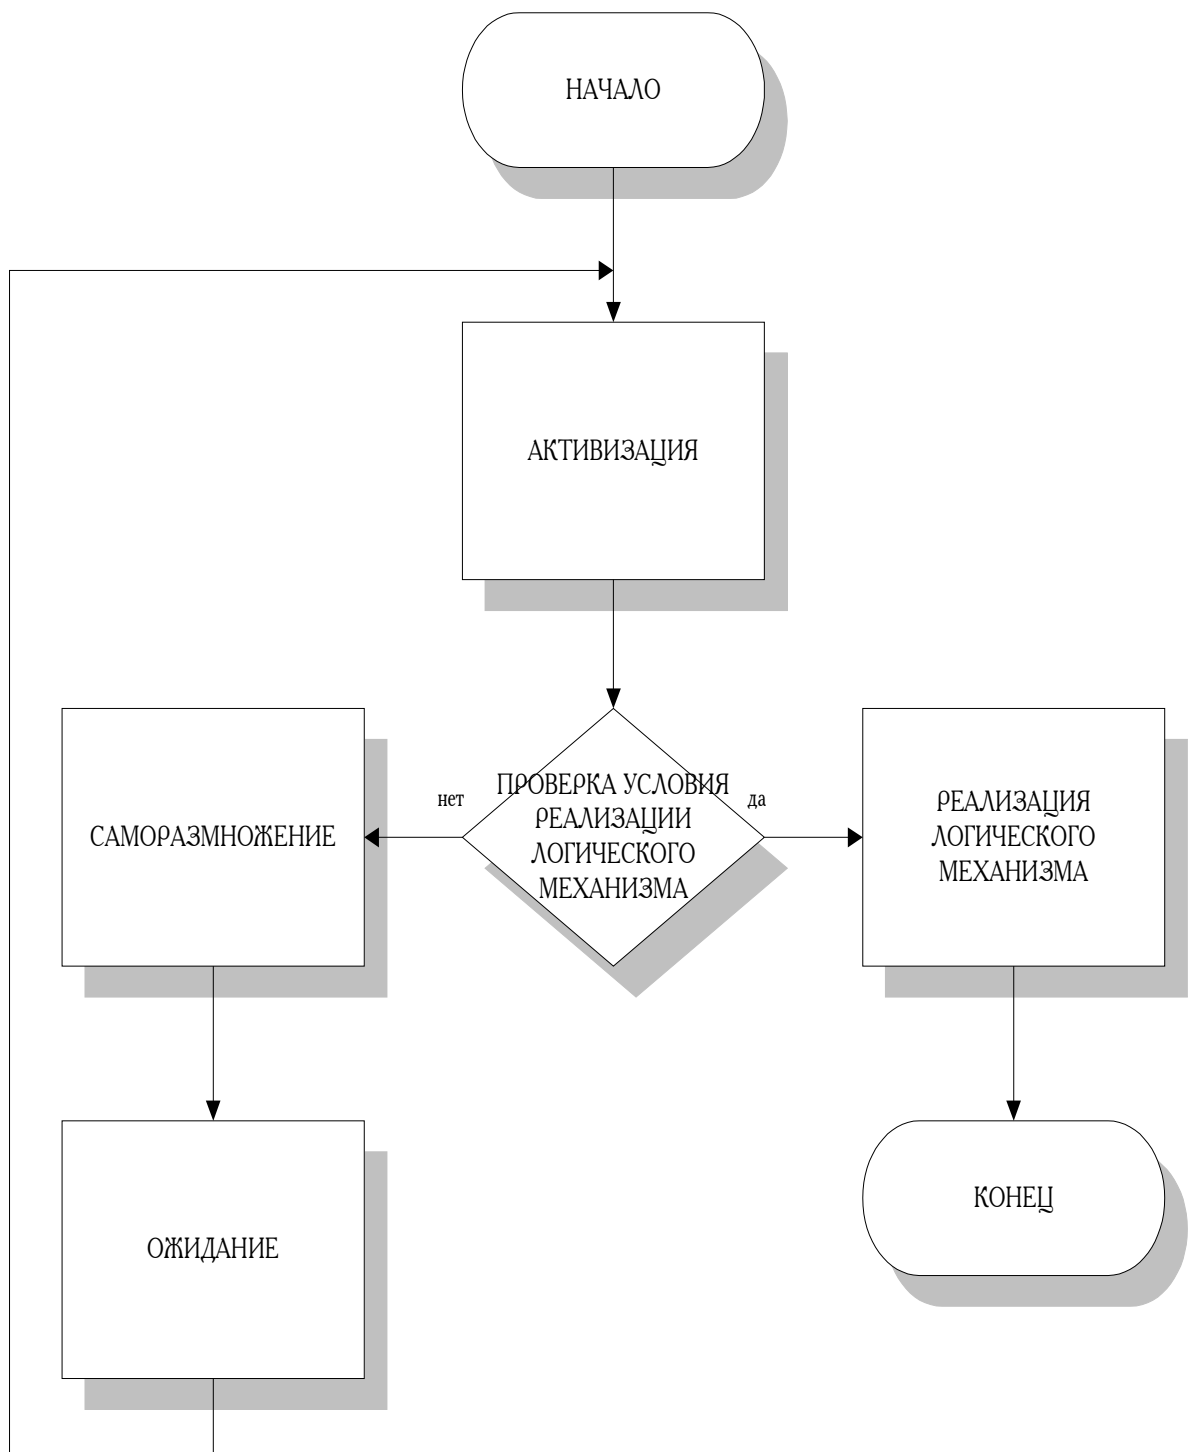 НАЧАЛО
АКТИВИЗАЦИЯ
нет
ПРОВЕРКА УСЛОВИЯ
РЕАЛИЗАЦИИ
ЛОГИЧЕСКОГО
МЕХАНИЗМА
да
САМОРАЗМНОЖЕНИЕ
РЕАЛИЗАЦИЯ
ЛОГИЧЕСКОГО
МЕХАНИЗМА
ОЖИДАНИЕ
КОНЕЦ